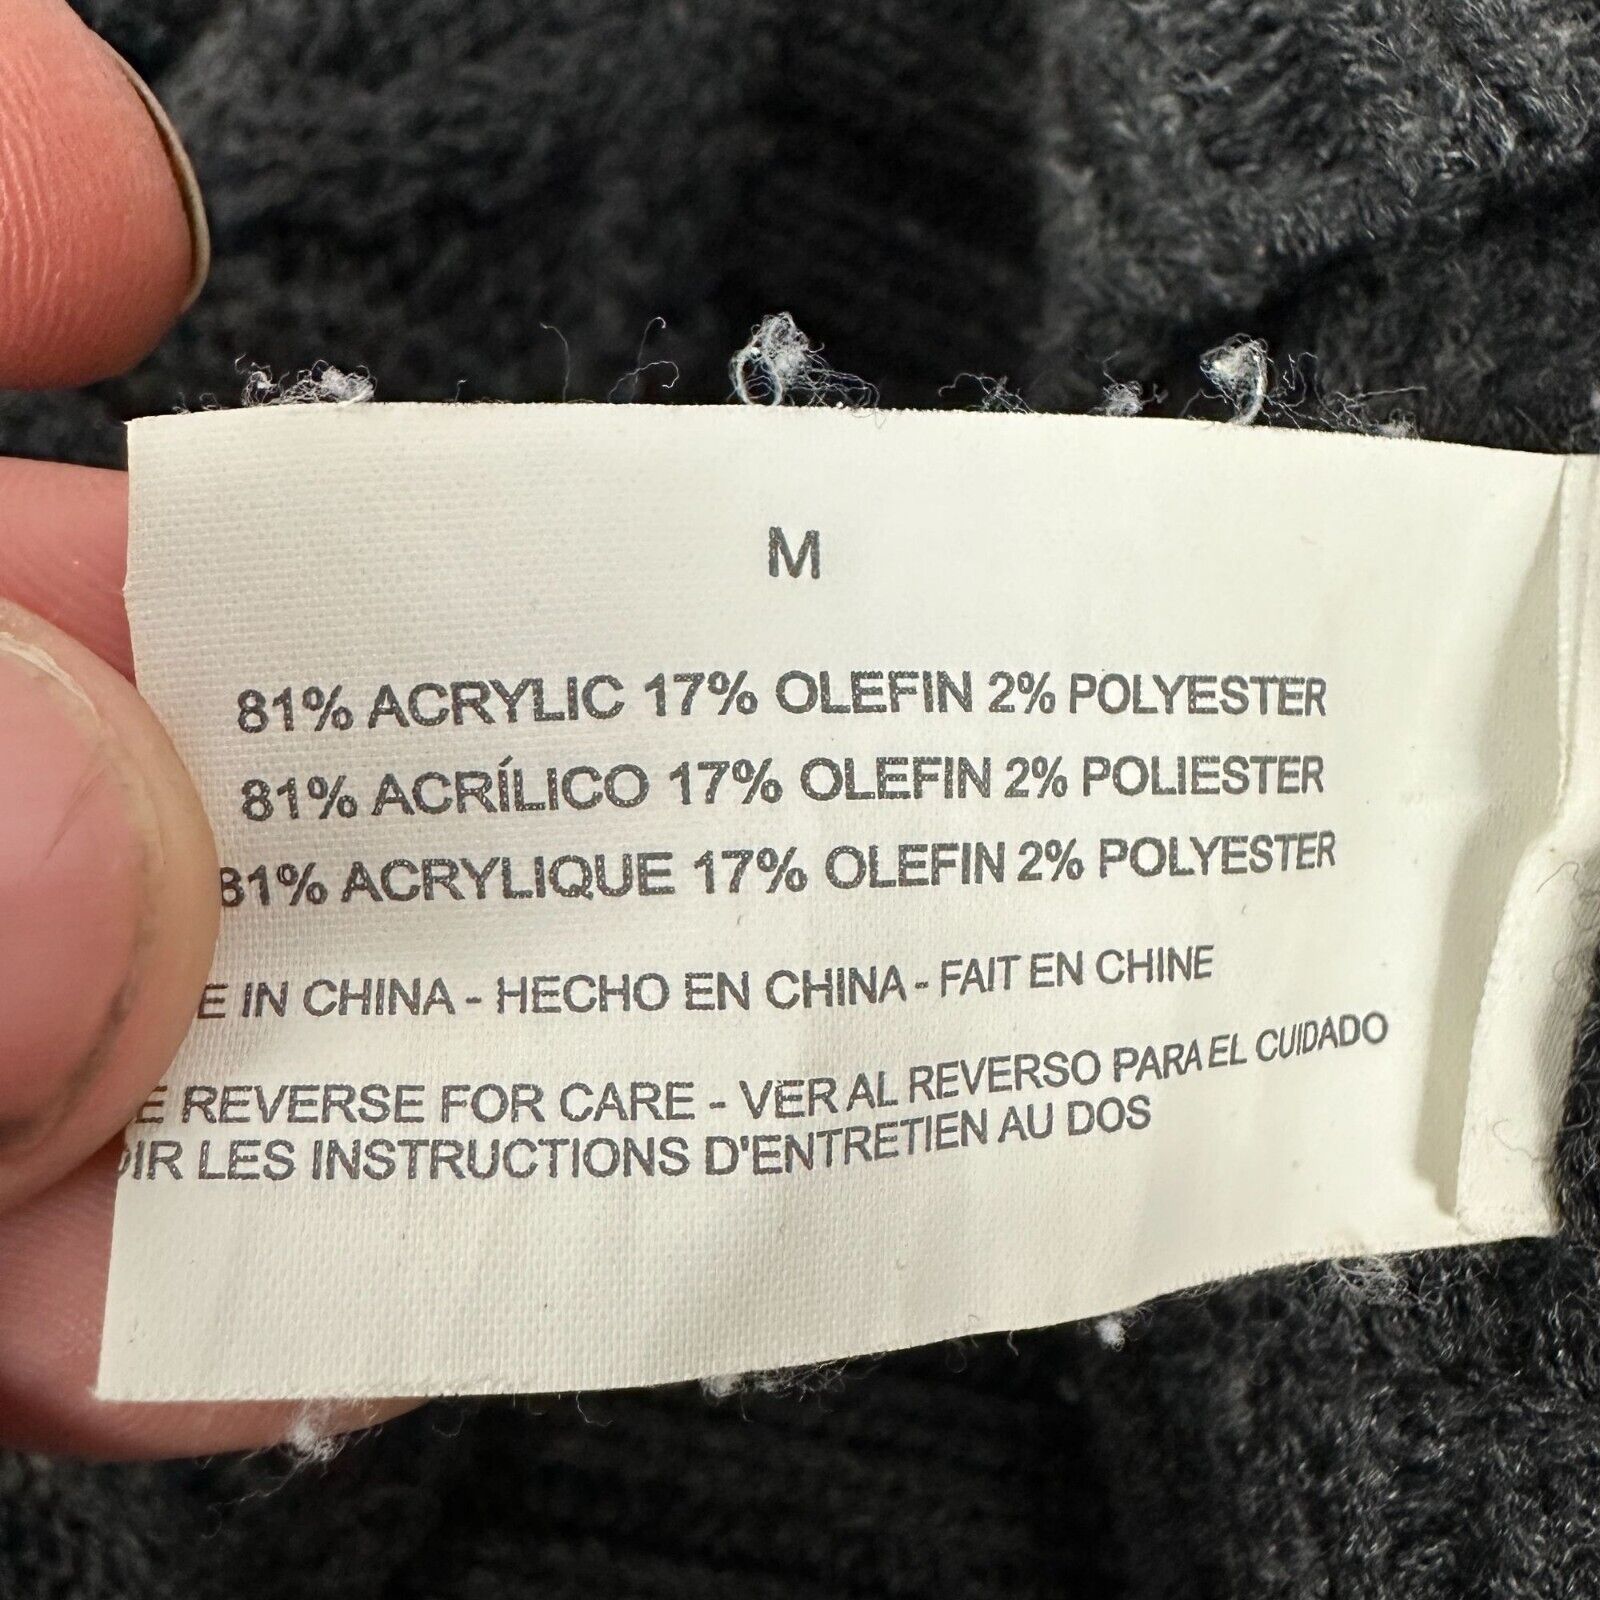 M
81% ACRYLIC 17% OLEFIN 2% POLYESTER
81% ACRÍLICO 17% OLEFIN 2% POLIESTER
81% ACRYLIQUE 17% OLEFIN 2% POLYESTER
IN CHINA - HECHO EN CHINA - FAIT EN CHINE
REVERSE FOR CARE - VER AL REVERSO PARA EL CUIDADO
LES INSTRUCTIONS D'ENTRETIEN AU DOS